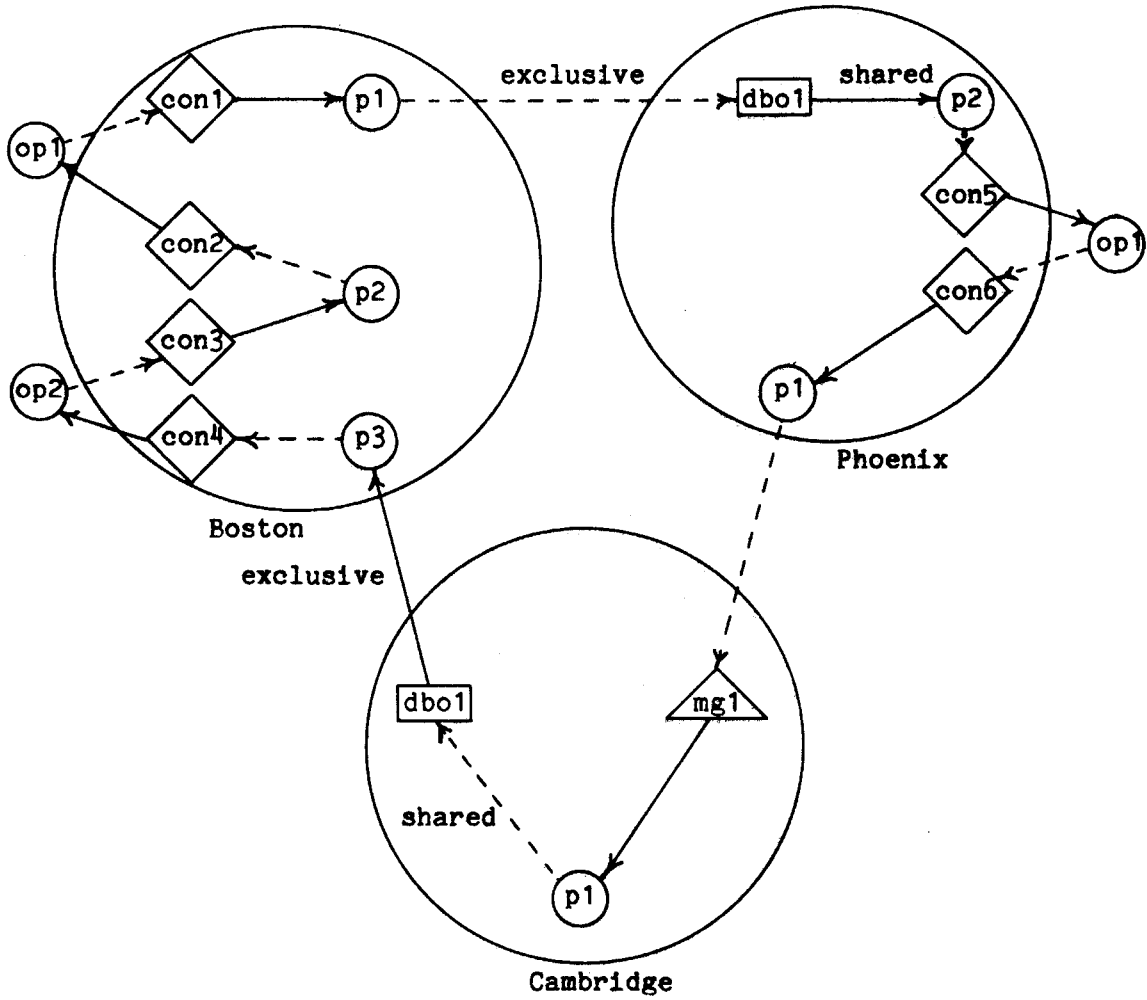 exclusive
shared
con1
p1
dbo1
p2
op1
con5
con2
op1
p2
con6
con3
op2
p1
con4
p3
Phoenix
Boston
exclusive
dbo1
mg1
shared
p1
Cambridge